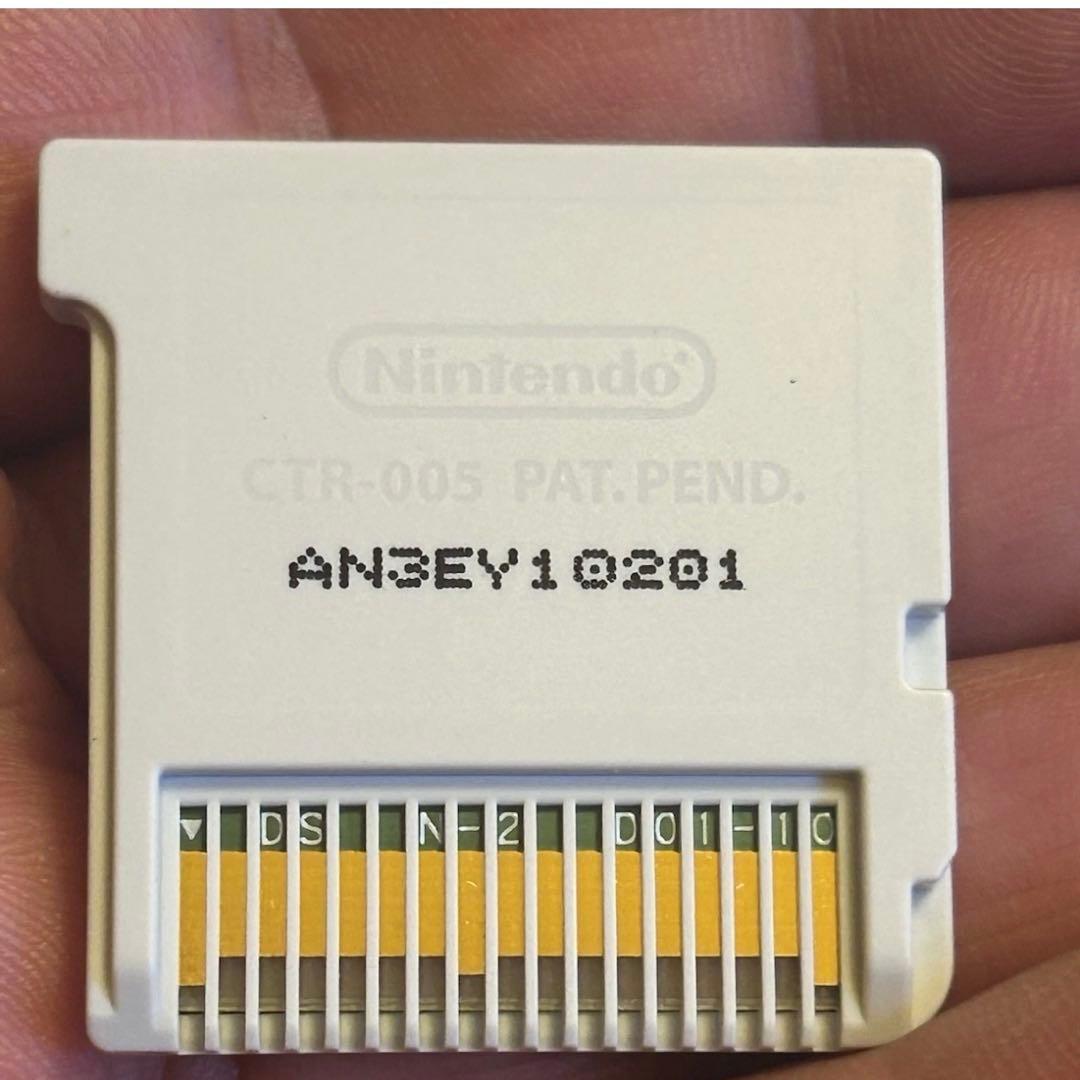 Nintendo®
CTR-005 PAT. PEND.
AN3EY10201
▼ DS N-2 D01-10